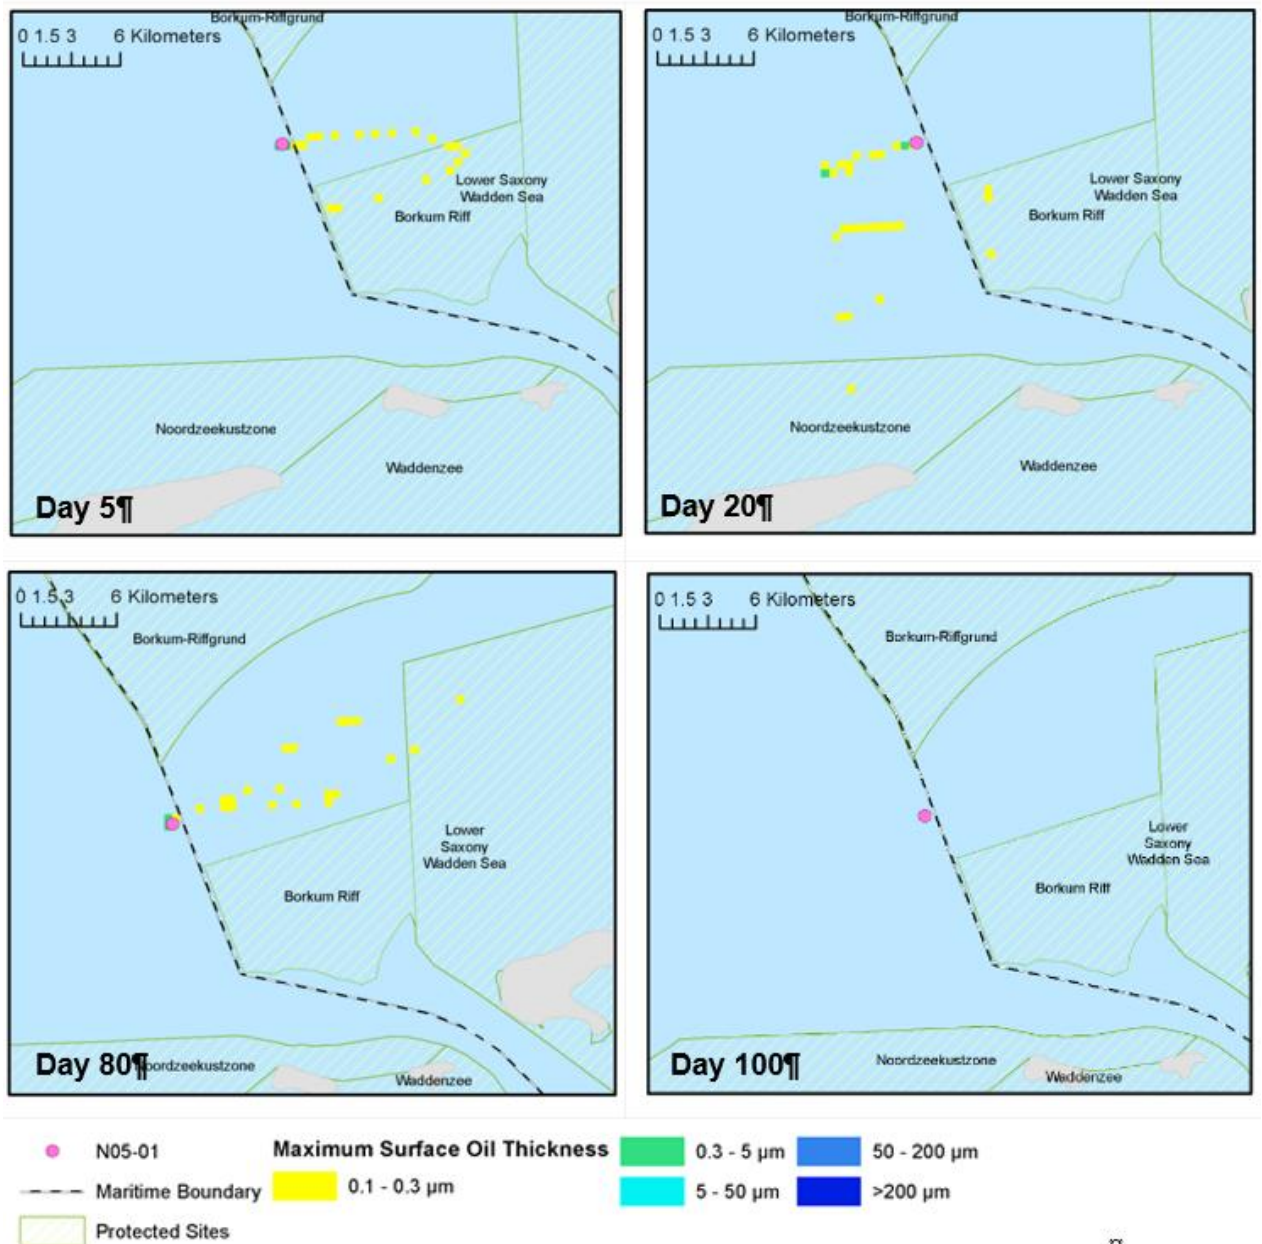 Borkum-Riffgrund
0 1.5 3 6 Kilometers
Lower Saxony
Wadden Sea
Borkum Riff
Noordzeekustzone
Waddenzee
Day 5¶
Borkum-Riffgrund
0 1.5 3 6 Kilometers
Lower Saxony
Wadden Sea
Borkum Riff
Noordzeekustzone
Waddenzee
Day 20¶
0 1.5 3 6 Kilometers
Borkum-Riffgrund
Lower
Saxony
Wadden Sea
Borkum Riff
Day 80¶
oordzeekustzone
Waddenzee
0 1.5 3 6 Kilometers
Borkum-Riffgrund
Lower
Saxony
Wadden Sea
Borkum Riff
Day 100¶
Noordzeekustzone
Waddenzee
N05-01
Maritime Boundary
Protected Sites
Maximum Surface Oil Thickness
0.1 - 0.3 µm
0.3 - 5 µm
5 - 50 µm
50 - 200 µm
>200 µm